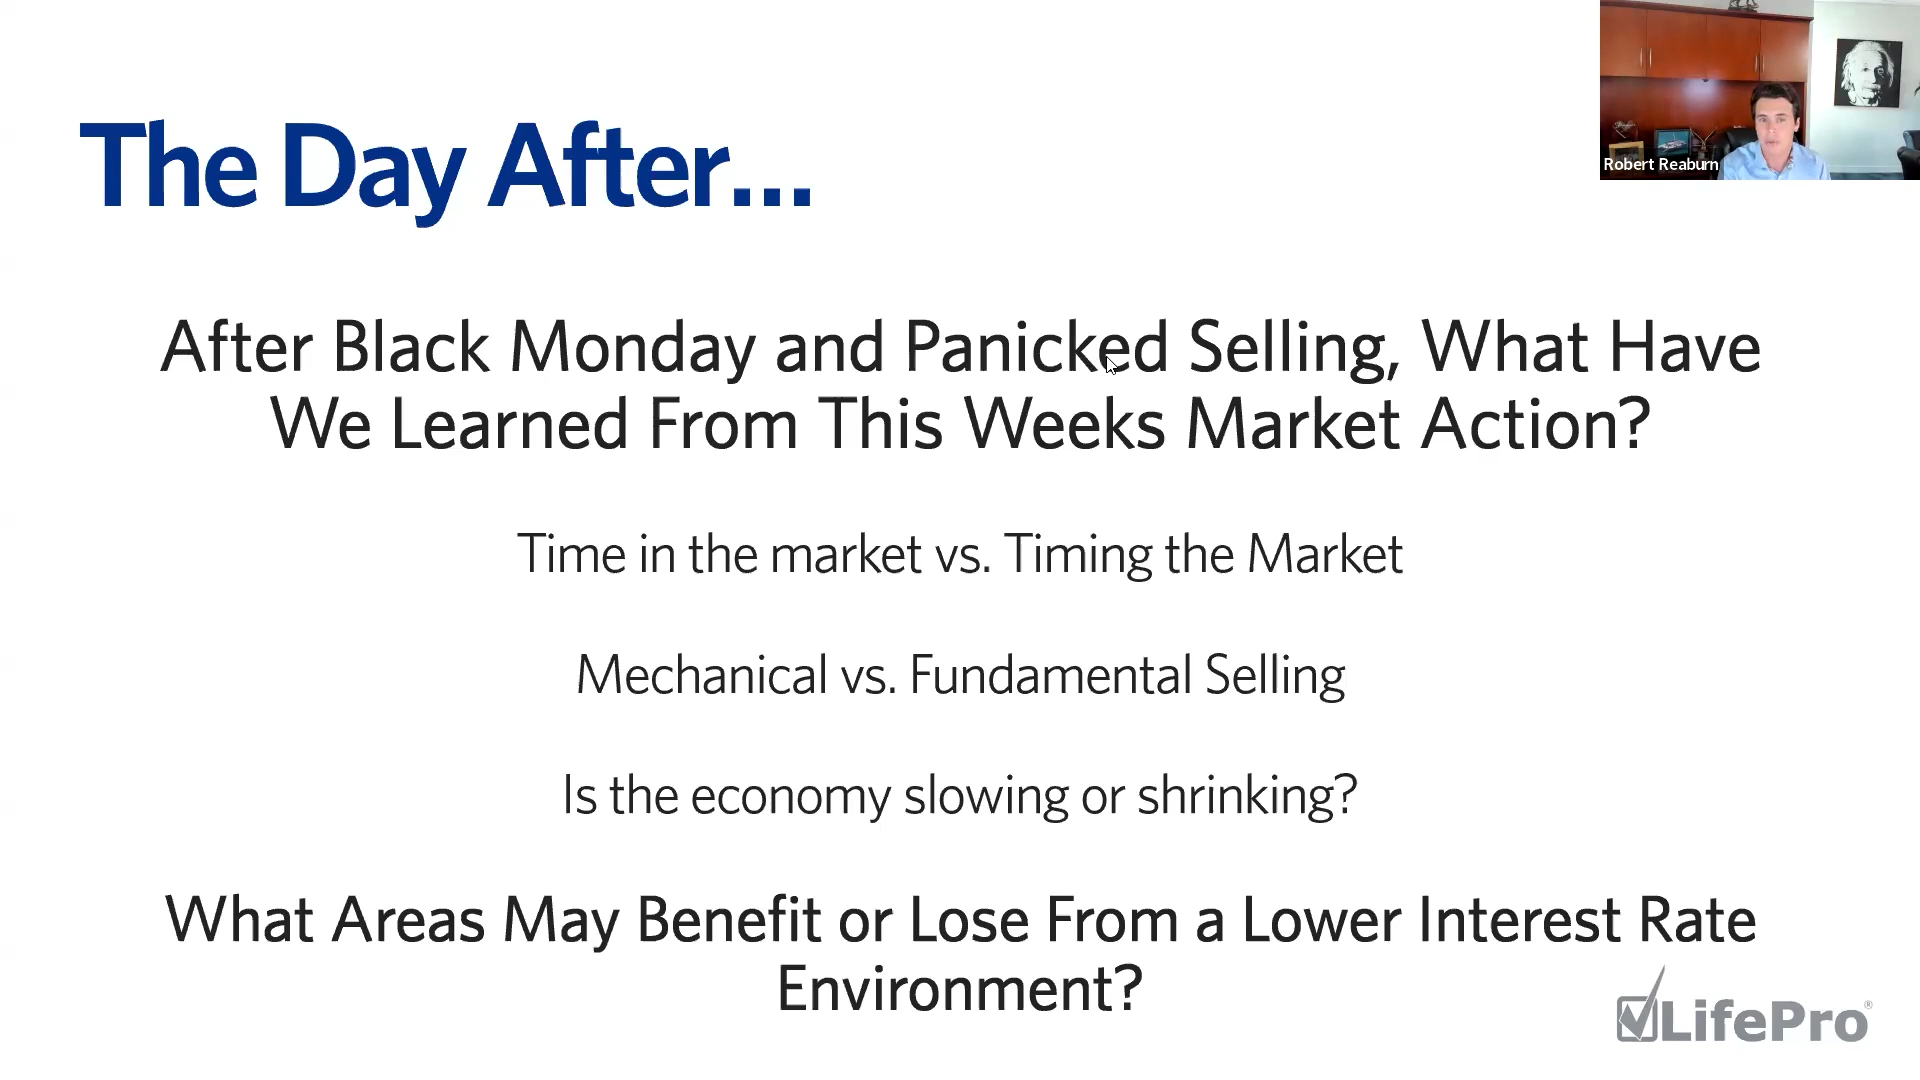 Robert Reaburn
The Day After...
After Black Monday and Panicked Selling, What Have
We Learned From This Weeks Market Action?
Time in the market vs. Timing the Market
Mechanical vs. Fundamental Selling
Is the economy slowing or shrinking?
What Areas May Benefit or Lose From a Lower Interest Rate
Environment?
LifePro®